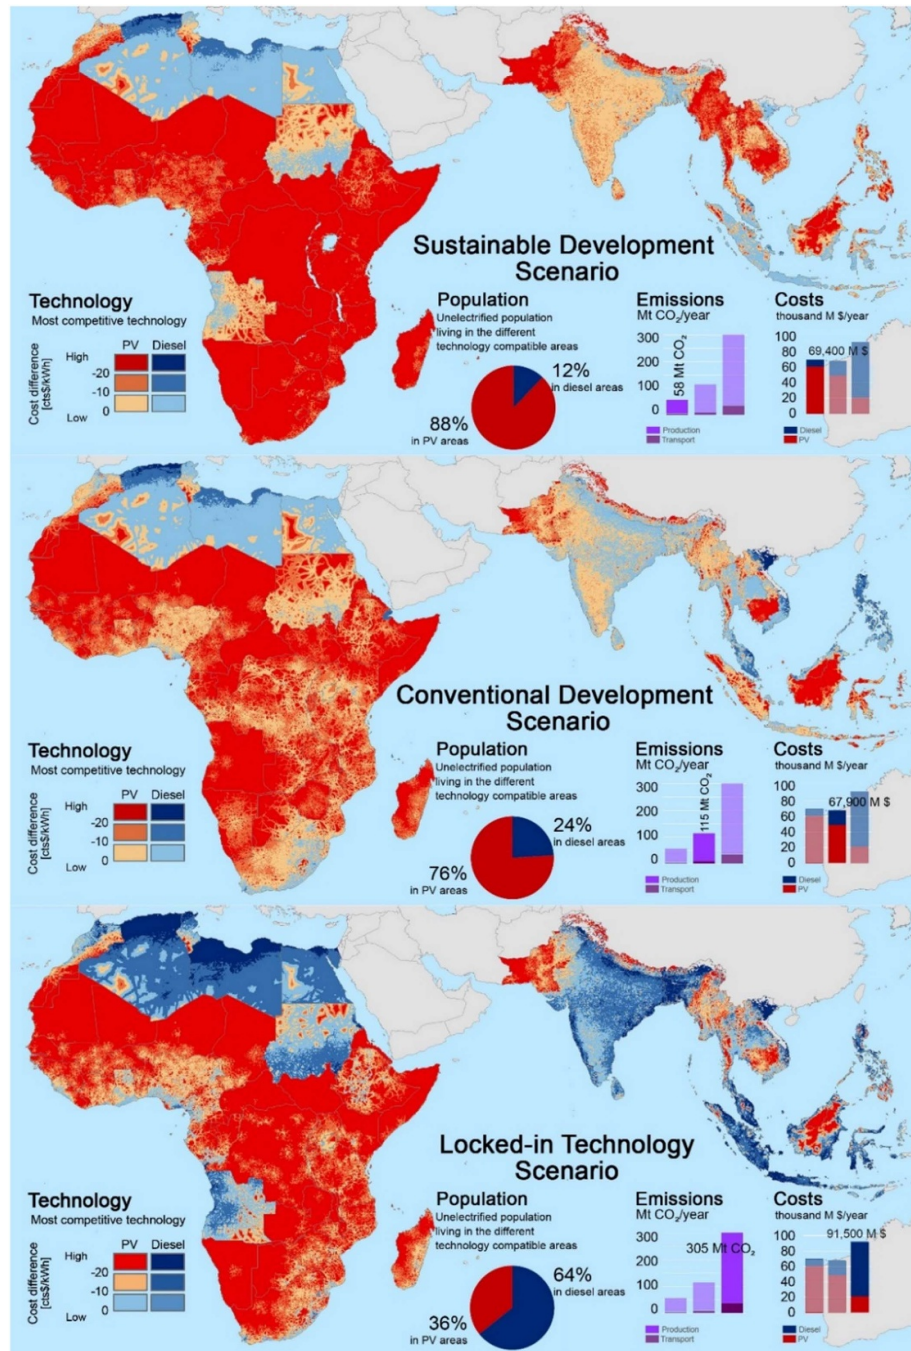 Sustainable Development
Scenario
Technology
Most competitive technology
PV Diesel
Cost difference
[cts$/kWh]
High
-20
0
Low
Population
Unelectrified population
living in the different
technology compatible areas
12%
in diesel areas
88%
in PV areas
Emissions
Mt CO₂/year
300
200
100
0
58 Mt CO₂
Production
Transport
Costs
thousand M $/year
100
80
60
40
20
0
69,400 M $
Diesel
PV
Conventional Development
Scenario
Technology
Most competitive technology
PV Diesel
Cost difference
[cts$/kWh]
High
-20
0
Low
Population
Unelectrified population
living in the different
technology compatible areas
24%
in diesel areas
76%
in PV areas
Emissions
Mt CO₂/year
300
200
100
0
115 Mt CO₂
Production
Transport
Costs
thousand M $/year
100
80
60
40
20
0
67,900 M $
Diesel
PV
Locked-in Technology
Scenario
Technology
Most competitive technology
PV Diesel
Cost difference
[cts$/kWh]
High
-20
0
Low
Population
Unelectrified population
living in the different
technology compatible areas
64%
in diesel areas
36%
in PV areas
Emissions
Mt CO₂/year
300
200
100
0
305 Mt CO₂
Production
Transport
Costs
thousand M $/year
91,500 M $
100
80
60
40
20
0
Diesel
PV